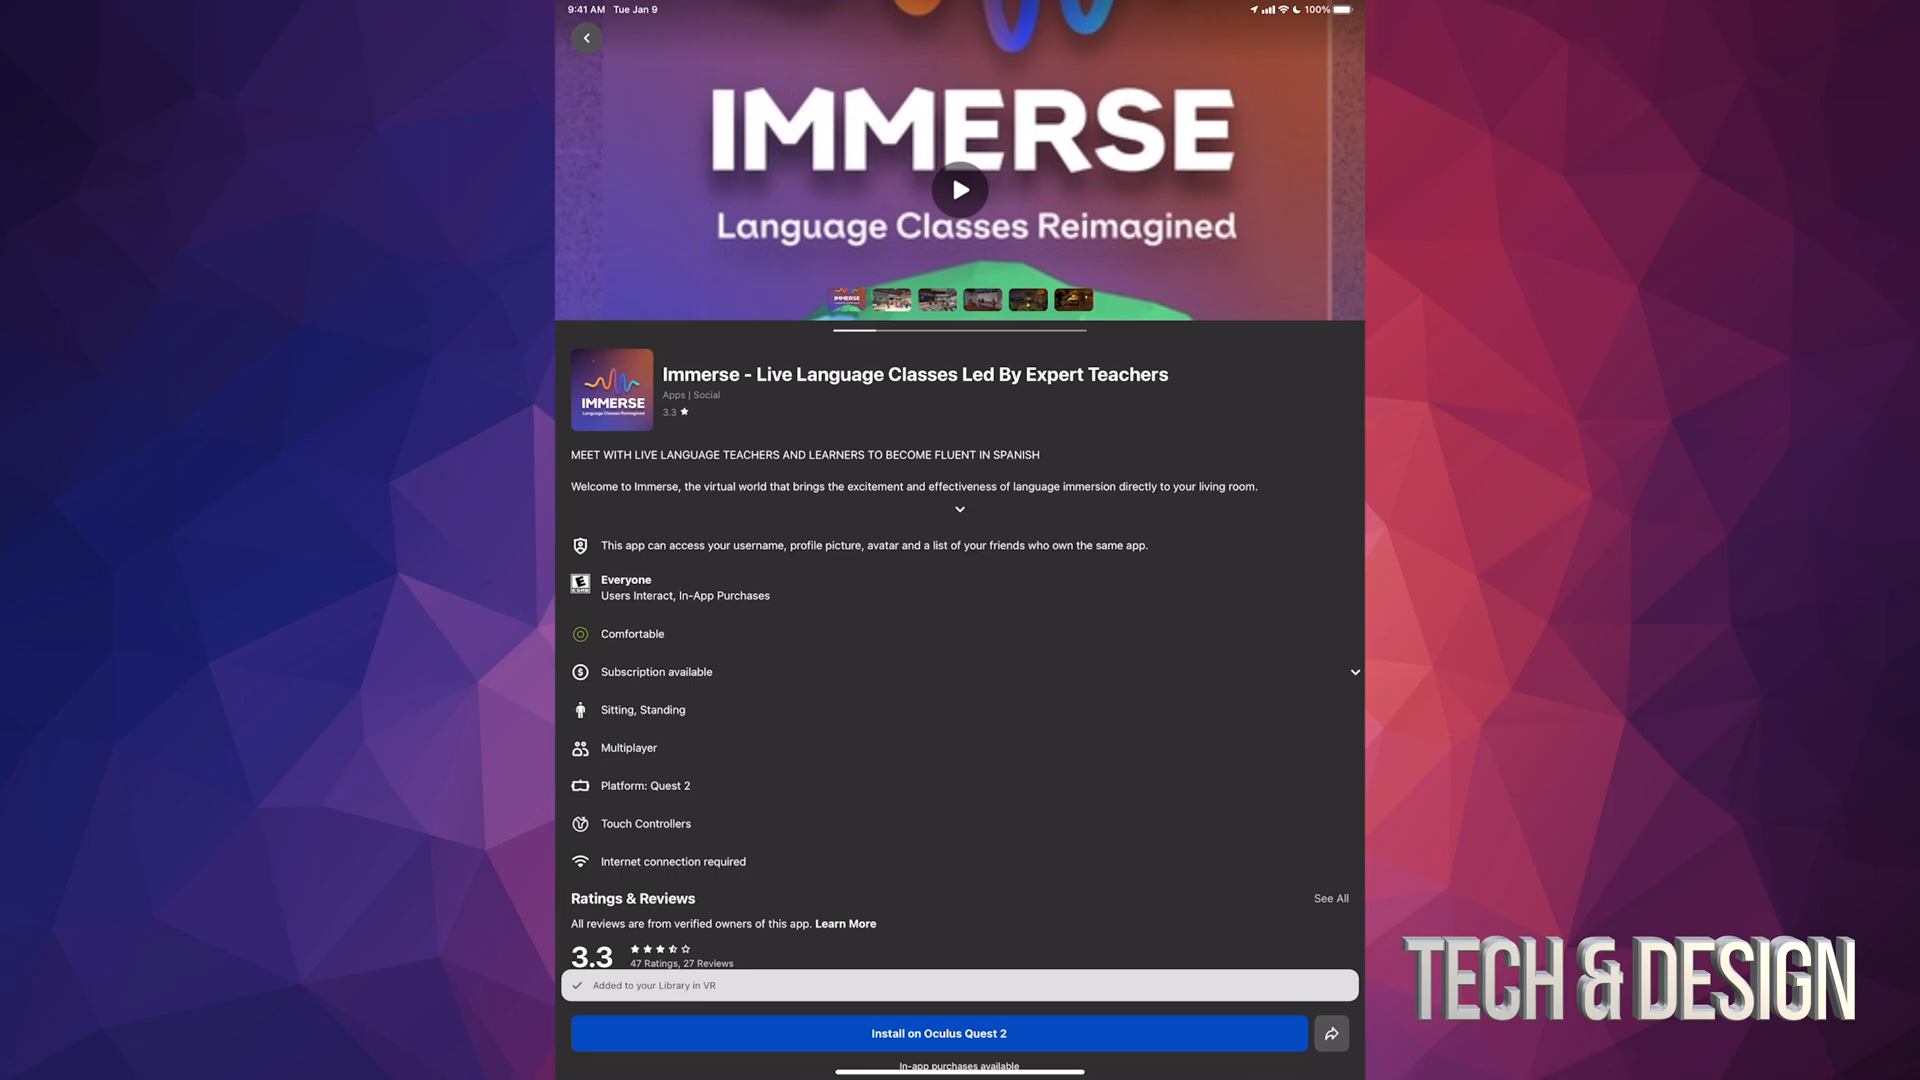 9:41 AM Tue Jan 9
100%
IMMERSE
Language Classes Reimagined
IMMERSE
IMMERSE
Language Classes Reimagined
Immerse - Live Language Classes Led By Expert Teachers
Apps | Social
3.3 ★
MEET WITH LIVE LANGUAGE TEACHERS AND LEARNERS TO BECOME FLUENT IN SPANISH
Welcome to Immerse, the virtual world that brings the excitement and effectiveness of language immersion directly to your living room.
This app can access your username, profile picture, avatar and a list of your friends who own the same app.
E
ESRB
Everyone
Users Interact, In-App Purchases
Comfortable
$ Subscription available
Sitting, Standing
Multiplayer
Platform: Quest 2
Touch Controllers
Internet connection required
Ratings & Reviews
See All
All reviews are from verified owners of this app. Learn More
3.3
47 Ratings, 27 Reviews
Added to your Library in VR
Install on Oculus Quest 2
In-app purchases available
TECH & DESIGN